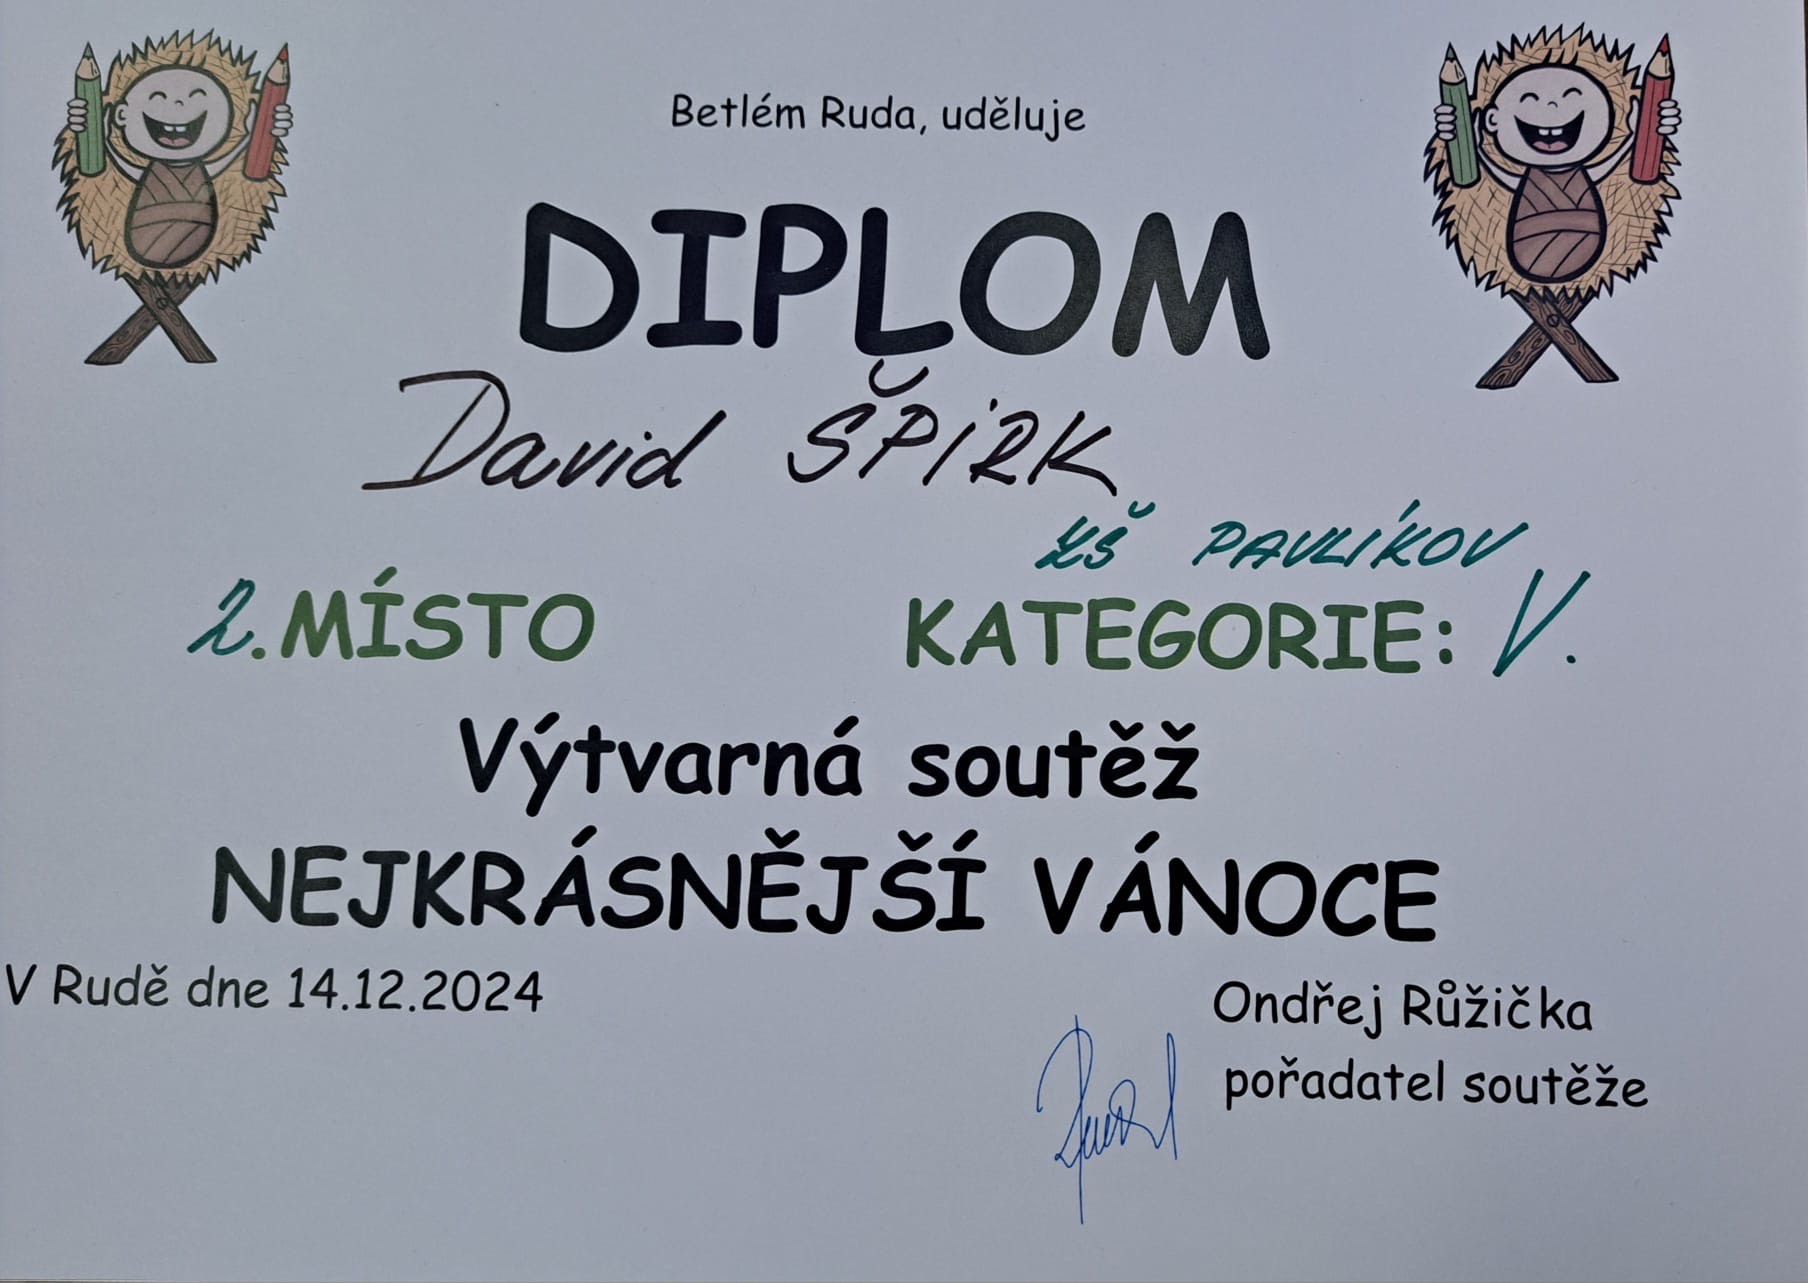 Betlém Ruda, uděluje
DIPLOM
David ŠPIRK
ZŠ PAVLÍKOV
2. MÍSTO KATEGORIE: V.
Výtvarná soutěž
NEJKRÁSNĚJŠÍ VÁNOCE
V Rudě dne 14.12.2024
Ondřej Růžička
pořadatel soutěže